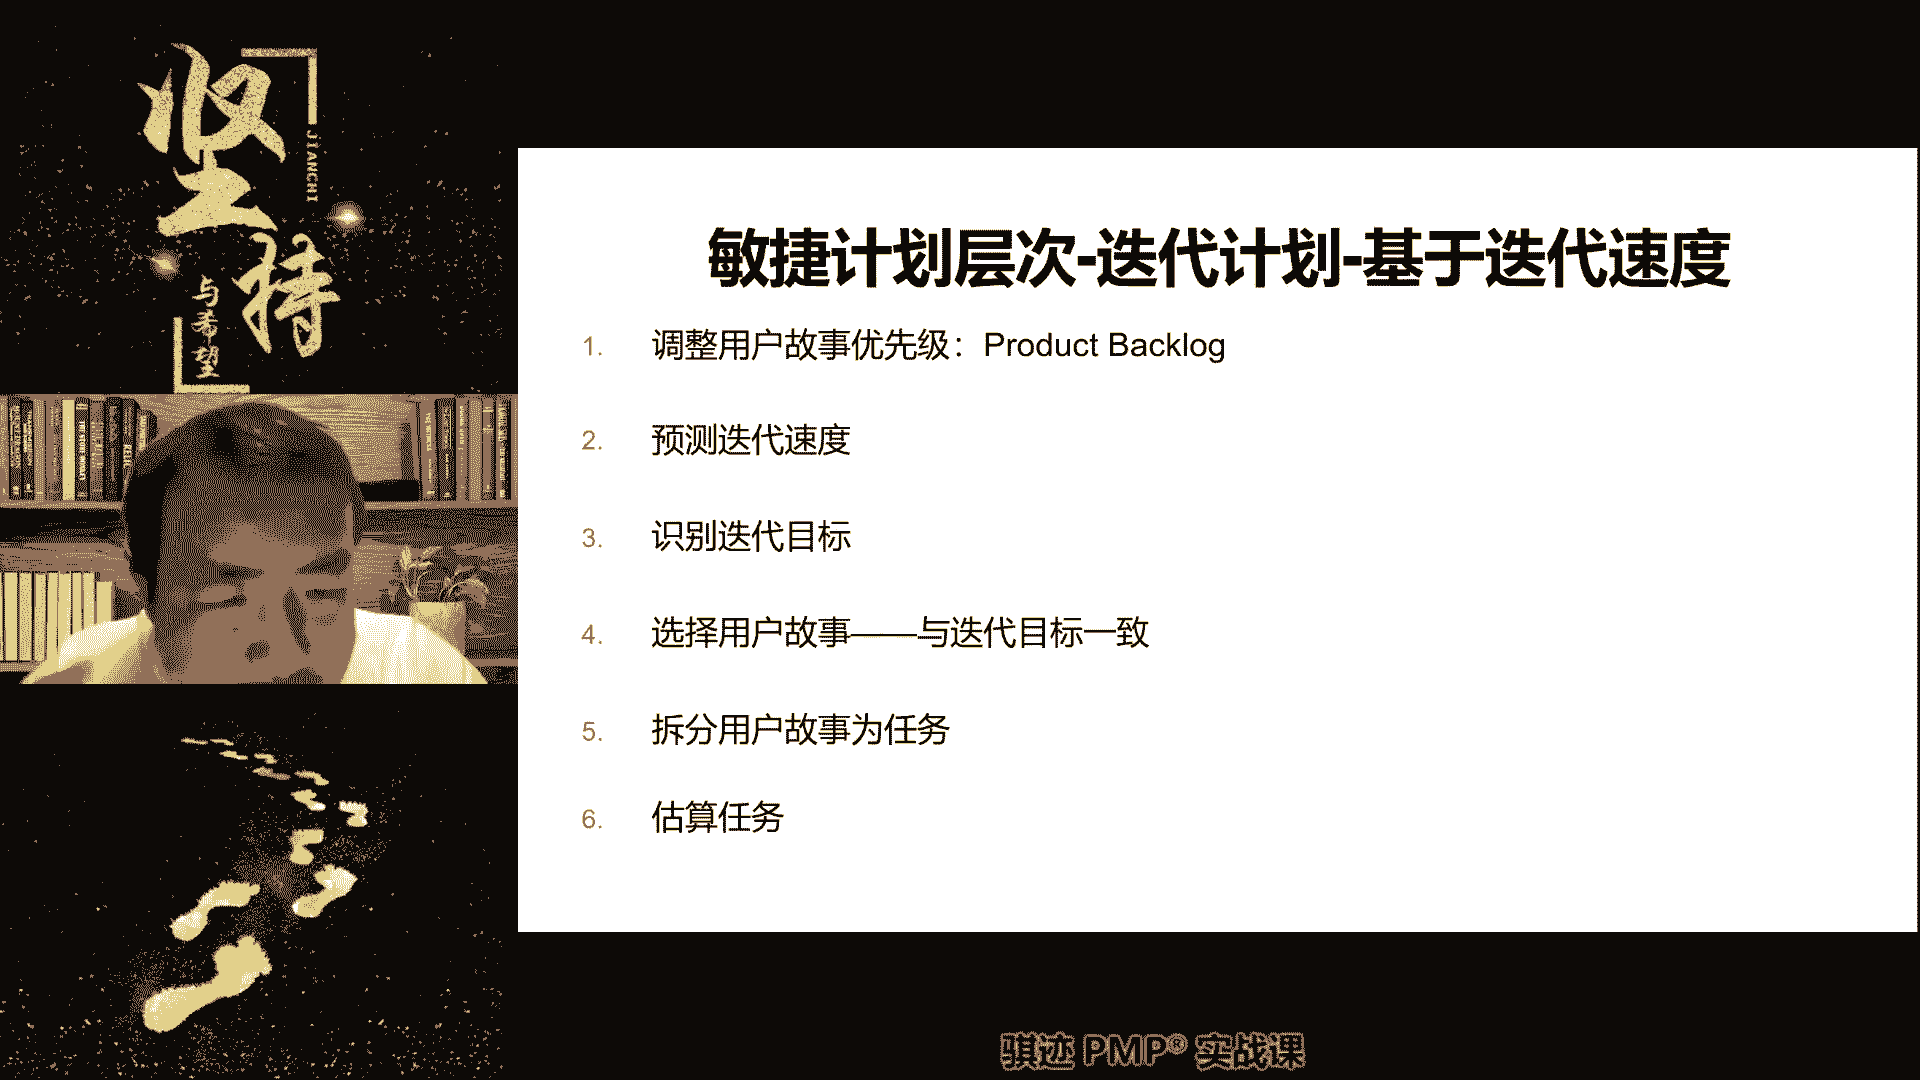 坚持
JIANCHI
与希望
敏捷计划层次-迭代计划-基于迭代速度
1. 调整用户故事优先级：Product Backlog
2. 预测迭代速度
3. 识别迭代目标
4. 选择用户故事——与迭代目标一致
5. 拆分用户故事为任务
6. 估算任务
骐迹 PMP® 实战课